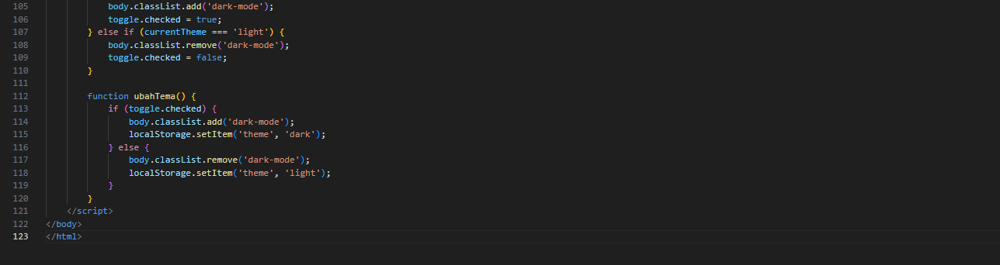 105 body.classList.add('dark-mode');
106 toggle.checked = true;
107 } else if (currentTheme === 'light') {
108 body.classList.remove('dark-mode');
109 toggle.checked = false;
110 }
111
112 function ubahTema() {
113 if (toggle.checked) {
114 body.classList.add('dark-mode');
115 localStorage.setItem('theme', 'dark');
116 } else {
117 body.classList.remove('dark-mode');
118 localStorage.setItem('theme', 'light');
119 }
120 }
121 </script>
122 </body>
123 </html>